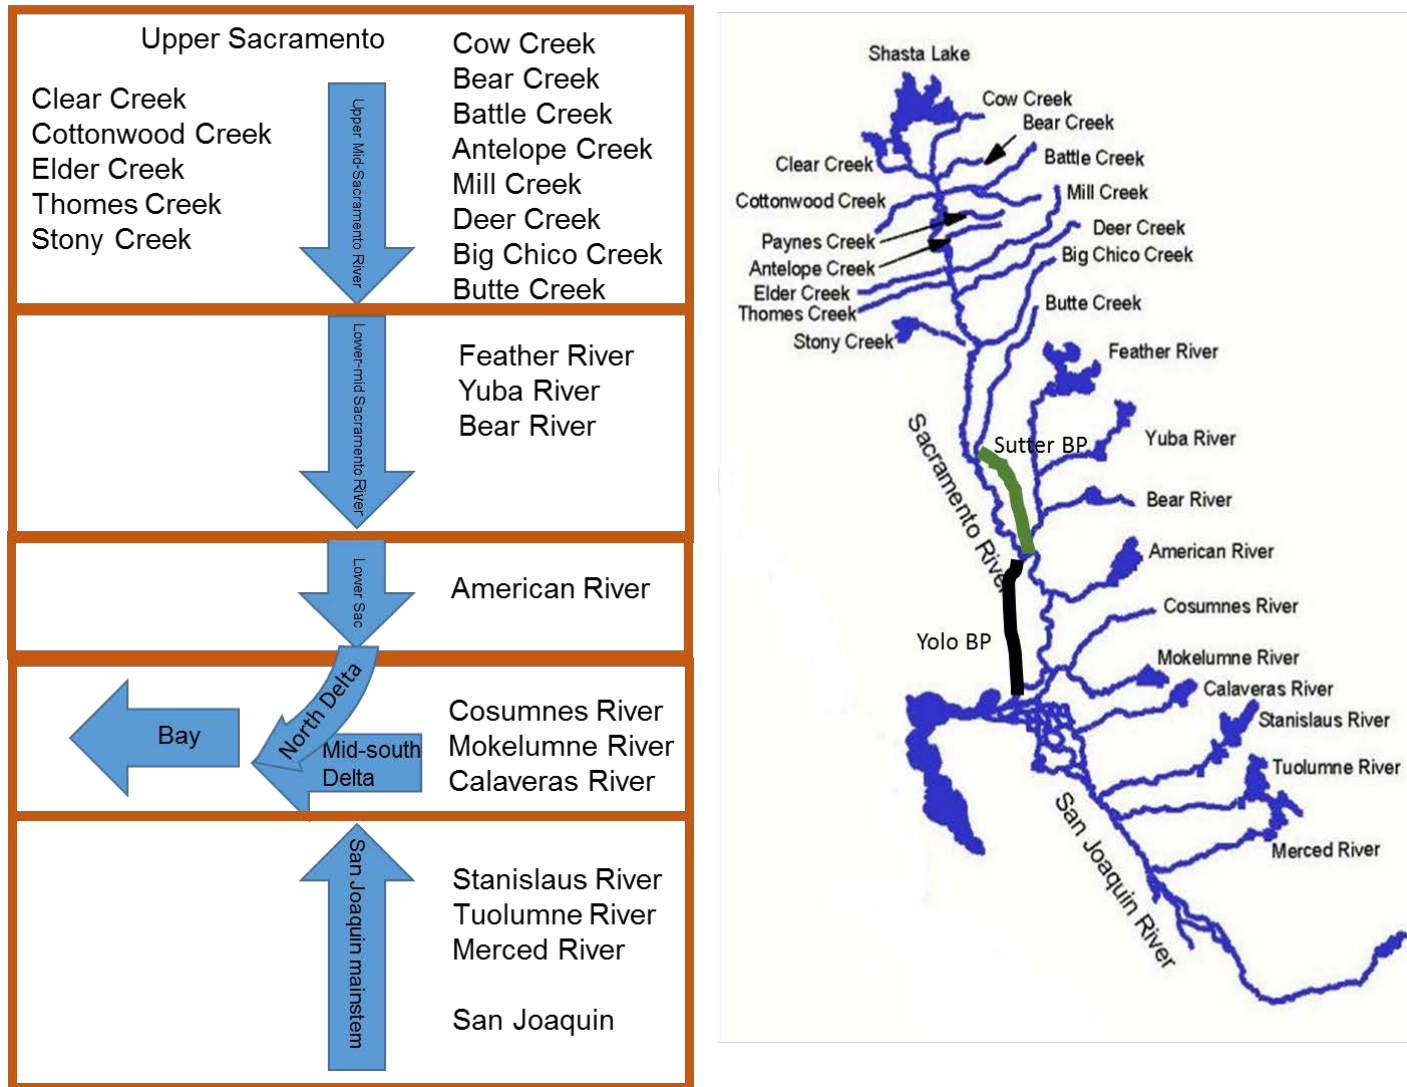 Upper Sacramento
Clear Creek
Cottonwood Creek
Elder Creek
Thomes Creek
Stony Creek
Upper Mid-Sacramento River
Cow Creek
Bear Creek
Battle Creek
Antelope Creek
Mill Creek
Deer Creek
Big Chico Creek
Butte Creek
Lower-mid Sacramento River
Feather River
Yuba River
Bear River
Lower Sac
American River
Bay
North Delta
Mid-south
Delta
Cosumnes River
Mokelumne River
Calaveras River
San Joaquin mainstem
Stanislaus River
Tuolumne River
Merced River
San Joaquin
Shasta Lake
Cow Creek
Bear Creek
Battle Creek
Clear Creek
Mill Creek
Cottonwood Creek
Deer Creek
Paynes Creek
Big Chico Creek
Antelope Creek
Elder Creek
Butte Creek
Thomes Creek
Stony Creek
Feather River
Sacramento River
Sutter BP
Yuba River
Bear River
American River
Cosumnes River
Yolo BP
Mokelumne River
Calaveras River
Stanislaus River
Tuolumne River
San Joaquin River
Merced River